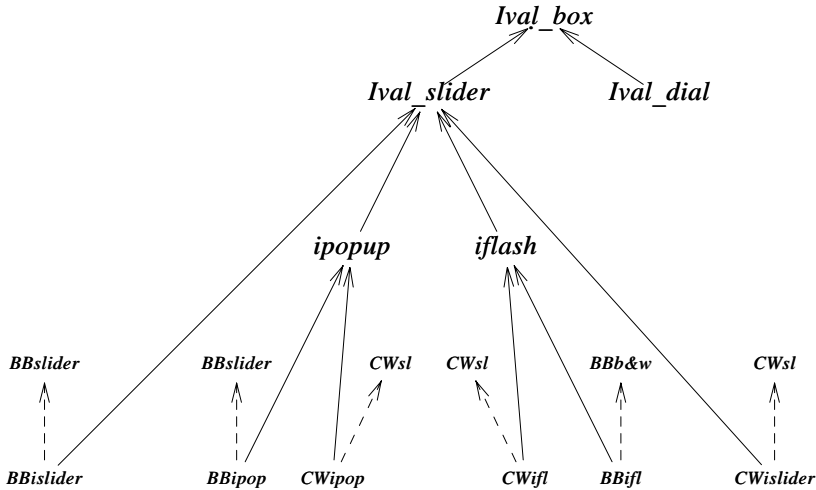 Ival_box
Ival_slider Ival_dial
ipopup iflash
BBslider BBslider CWsl CWsl BBb&w CWsl
BBislider BBipop CWipop CWifl BBifl CWislider